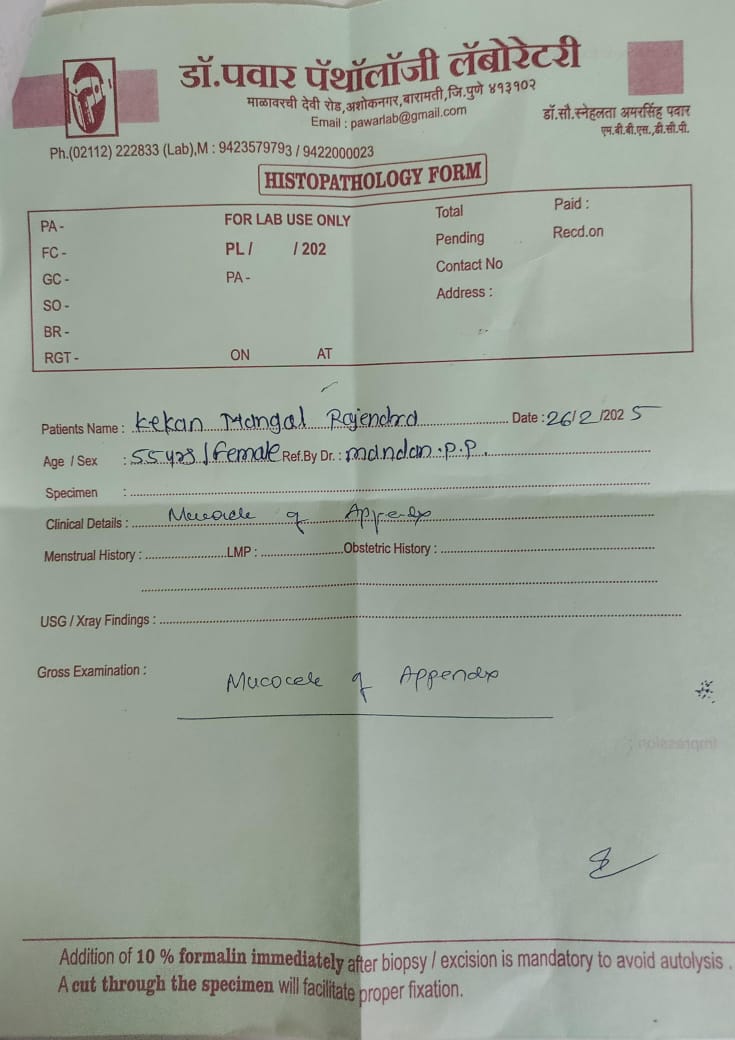 डॉ.पवार पॅथॉलॉजी लॅबोरेटरी
माळावरची देवी रोड,अशोकनगर,बारामती,जि.पुणे ४१३१०२
Email : pawarlab@gmail.com
डॉ.सौ.स्नेहलता अमरसिंह पवार
एम.बी.बी.एस.,डी.सी.पी.
Ph.(02112) 222833 (Lab),M : 9423579793 / 9422000023
HISTOPATHOLOGY FORM
PA - FOR LAB USE ONLY Total Paid :
FC - PL / / 202 Pending Recd.on
GC - PA - Contact No
SO - Address :
BR -
RGT - ON AT
Patients Name : Kekan Mangal Rajendra Date : 26/2/2025
Age / Sex : 55 yrs / Female Ref.By Dr. : mandan.p.p.
Specimen :
Clinical Details : Mucocele of Appendix
Menstrual History : LMP : Obstetric History :
USG / Xray Findings :
Gross Examination :
Mucocele of Appendix
Impression :
Addition of 10 % formalin immediately after biopsy / excision is mandatory to avoid autolysis .
A cut through the specimen will facilitate proper fixation.